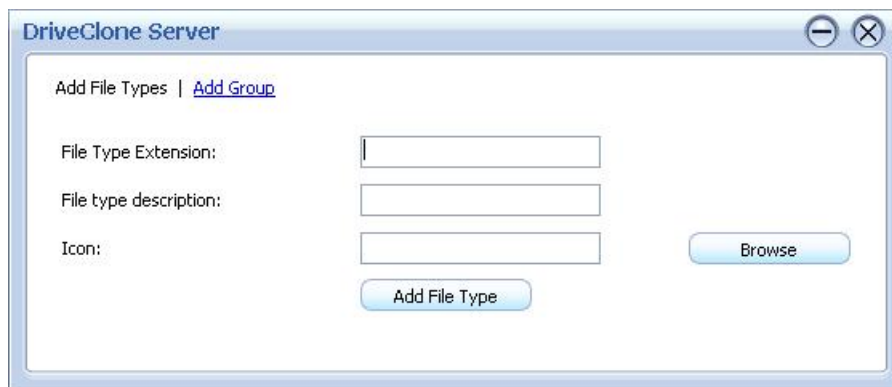 DriveClone Server
Add File Types | Add Group
File Type Extension:
File type description:
Icon:
Browse
Add File Type